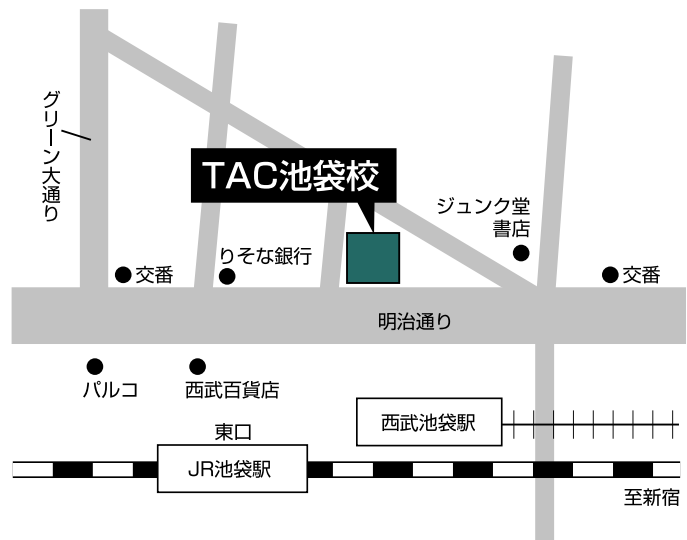 グリーン大通り
TAC池袋校
ジュンク堂
書店
りそな銀行
交番
交番
明治通り
パルコ
西武百貨店
西武池袋駅
東口
JR池袋駅
至新宿